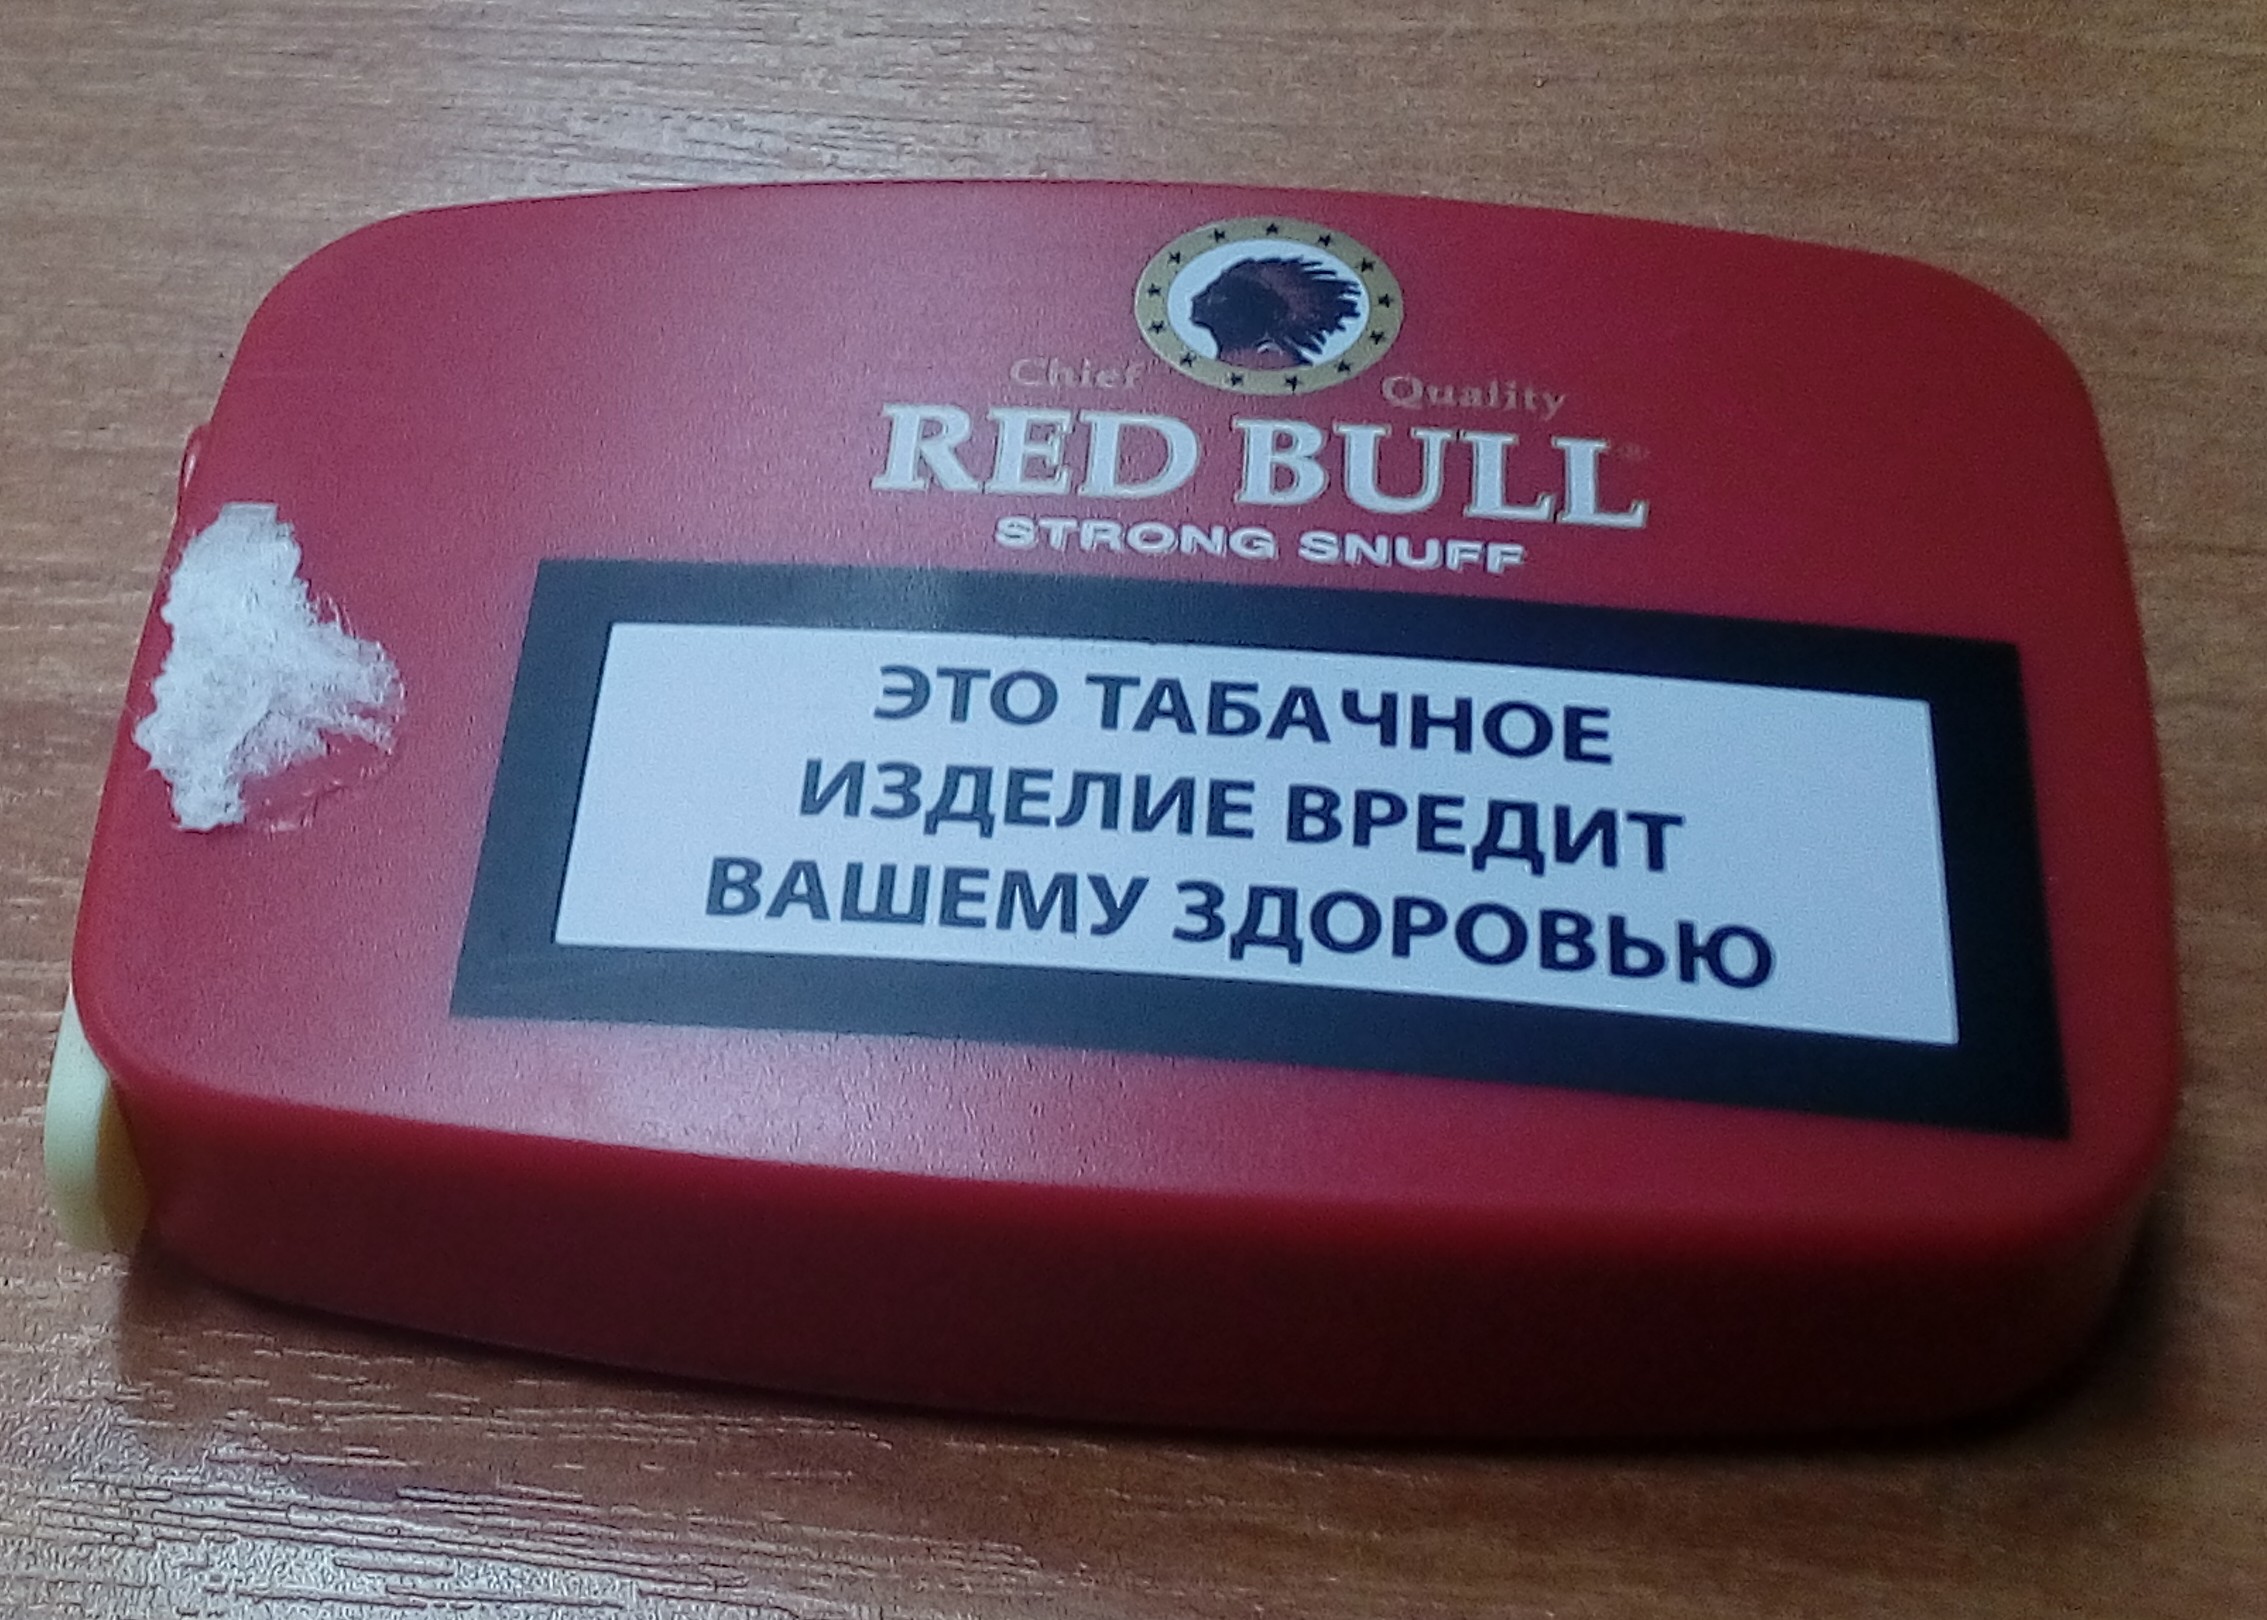 Chief Quality
RED BULL®
STRONG SNUFF
ЭТО ТАБАЧНОЕ
ИЗДЕЛИЕ ВРЕДИТ
ВАШЕМУ ЗДОРОВЬЮ